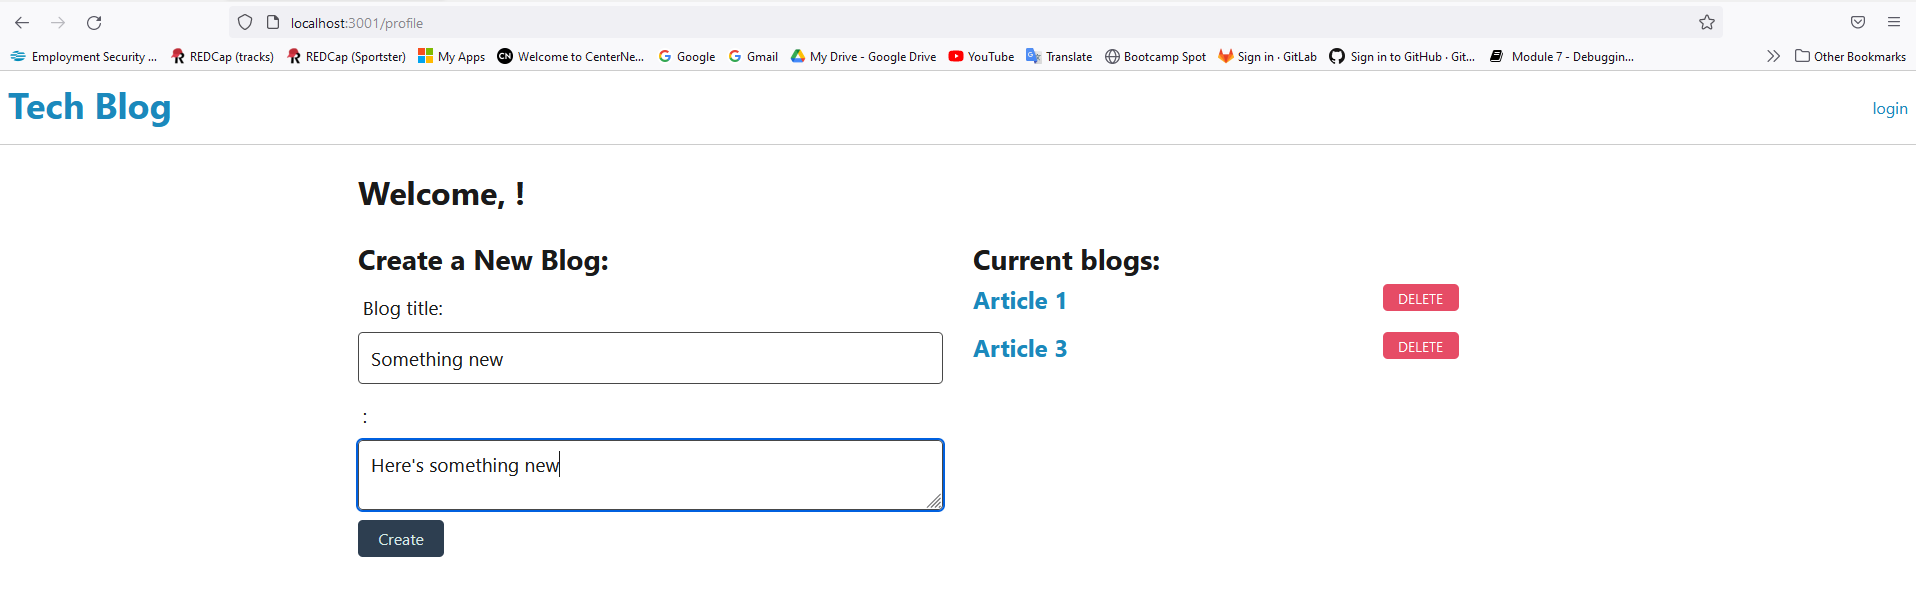 localhost:3001/profile
Employment Security ... REDCap (tracks) REDCap (Sportster) My Apps CN Welcome to CenterNe... Google Gmail My Drive - Google Drive YouTube Translate Bootcamp Spot Sign in · GitLab Sign in to GitHub · Git... Module 7 - Debuggin... Other Bookmarks
Tech Blog login
Welcome, !
Create a New Blog:
Blog title:
Something new
:
Here's something new
Create
Current blogs:
Article 1 DELETE
Article 3 DELETE